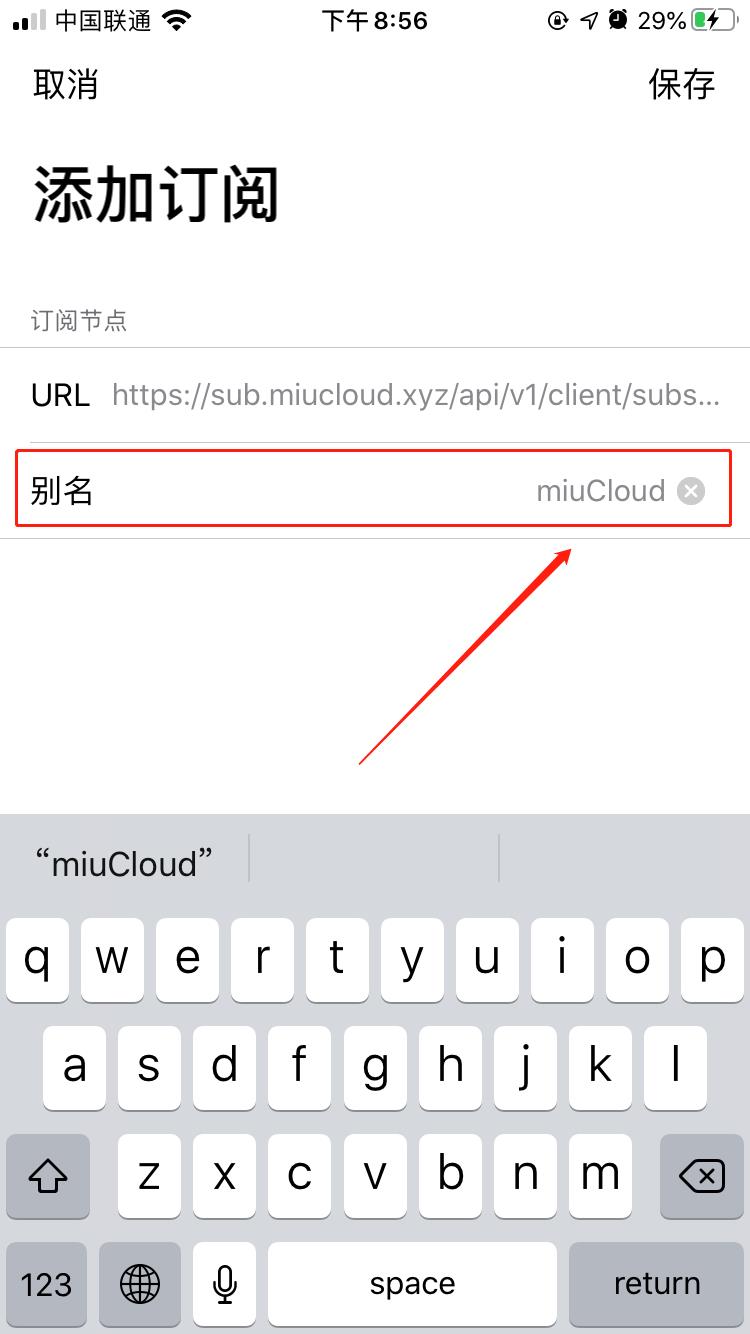 中国联通 下午 8:56 29%
取消 保存
添加订阅
订阅节点
URL https://sub.miucloud.xyz/api/v1/client/subs...
别名 miuCloud
“miuCloud”
q w e r t y u i o p
a s d f g h j k l
z x c v b n m
123 space return